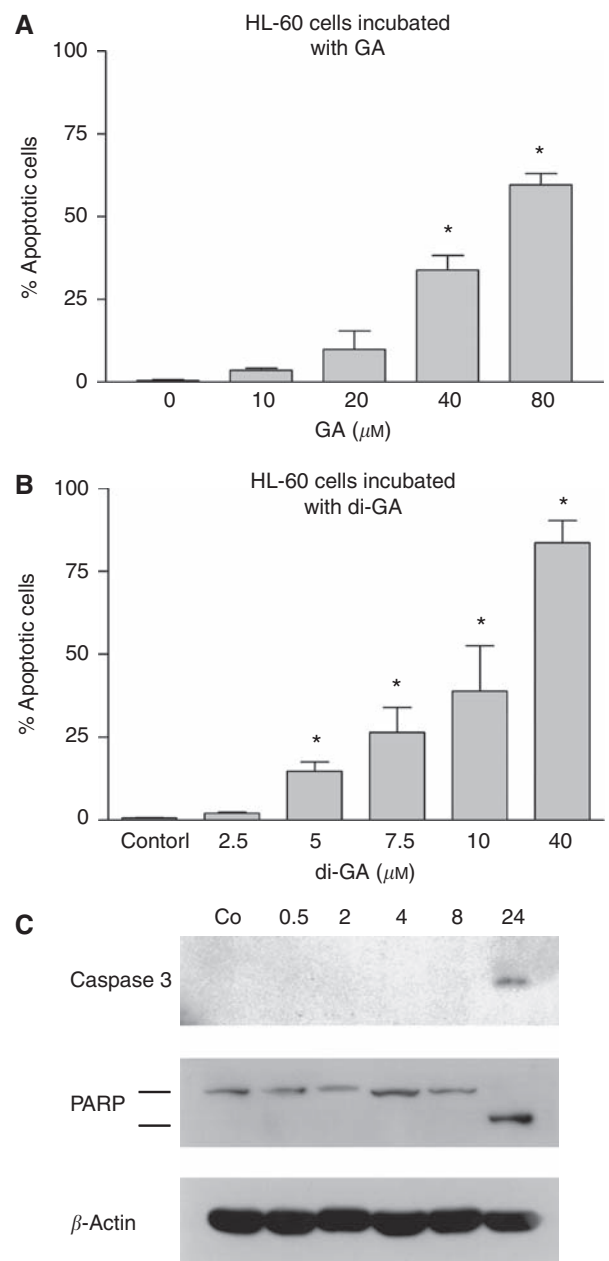 A
HL-60 cells incubated
with GA
% Apoptotic cells
100
75
50
25
0
*
*
0 10 20 40 80
GA (μM)
B
HL-60 cells incubated
with di-GA
% Apoptotic cells
100
75
50
25
0
*
*
*
*
Contorl 2.5 5 7.5 10 40
di-GA (μM)
C
Co 0.5 2 4 8 24
Caspase 3
PARP
β-Actin